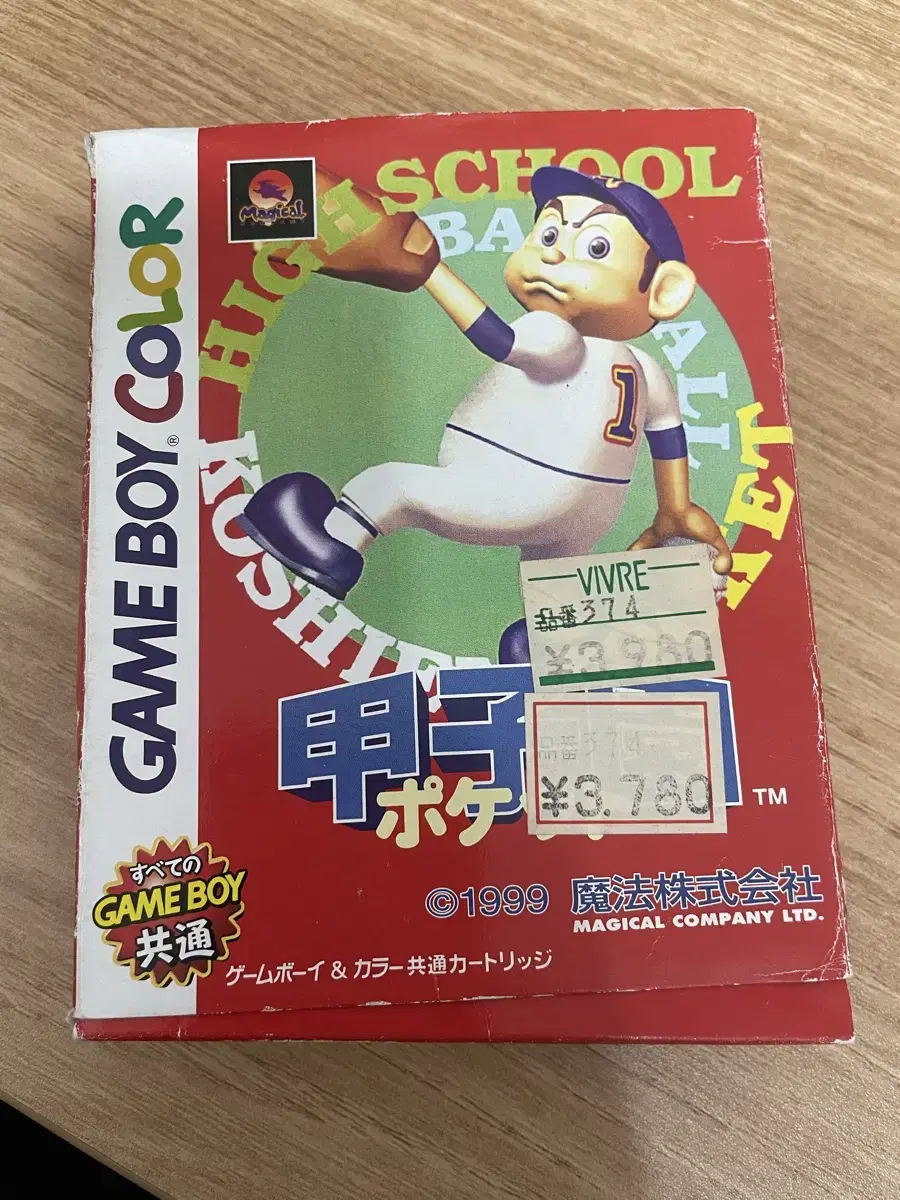 GAME BOY COLOR
Magical
HIGH SCHOOL
BA
ALL
KOSHIE
KET
1
VIVRE
品番374
¥3,980
品番374
¥3,780
甲子
ポケ
TM
©1999 魔法株式会社
MAGICAL COMPANY LTD.
すべての
GAME BOY
共通
ゲームボーイ & カラー共通カートリッジ